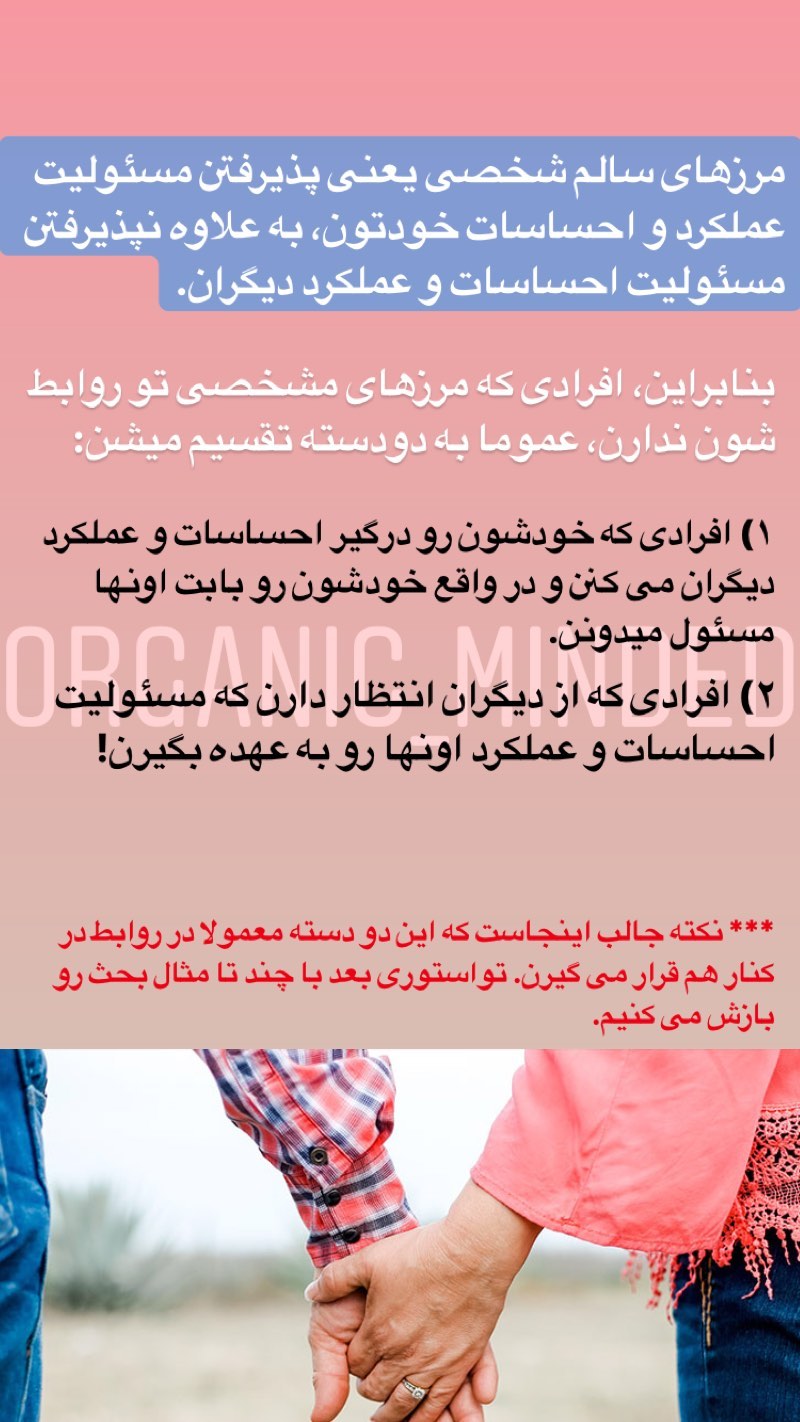 مرزهای سالم شخصی یعنی پذیرفتن مسئولیت
عملکرد و احساسات خودتون، به علاوه نپذیرفتن
مسئولیت احساسات و عملکرد دیگران.
بنابراین، افرادی که مرزهای مشخصی تو روابط
شون ندارن، عموما به دودسته تقسیم میشن:
۱) افرادی که خودشون رو درگیر احساسات و عملکرد
دیگران می کنن و در واقع خودشون رو بابت اونها
مسئول میدونن.
ORGANIC_MINDED
۲) افرادی که از دیگران انتظار دارن که مسئولیت
احساسات و عملکرد اونها رو به عهده بگیرن!
*** نکته جالب اینجاست که این دو دسته معمولا در روابط در
کنار هم قرار می گیرن. تو استوری بعد با چند تا مثال بحث رو
بازش می کنیم.